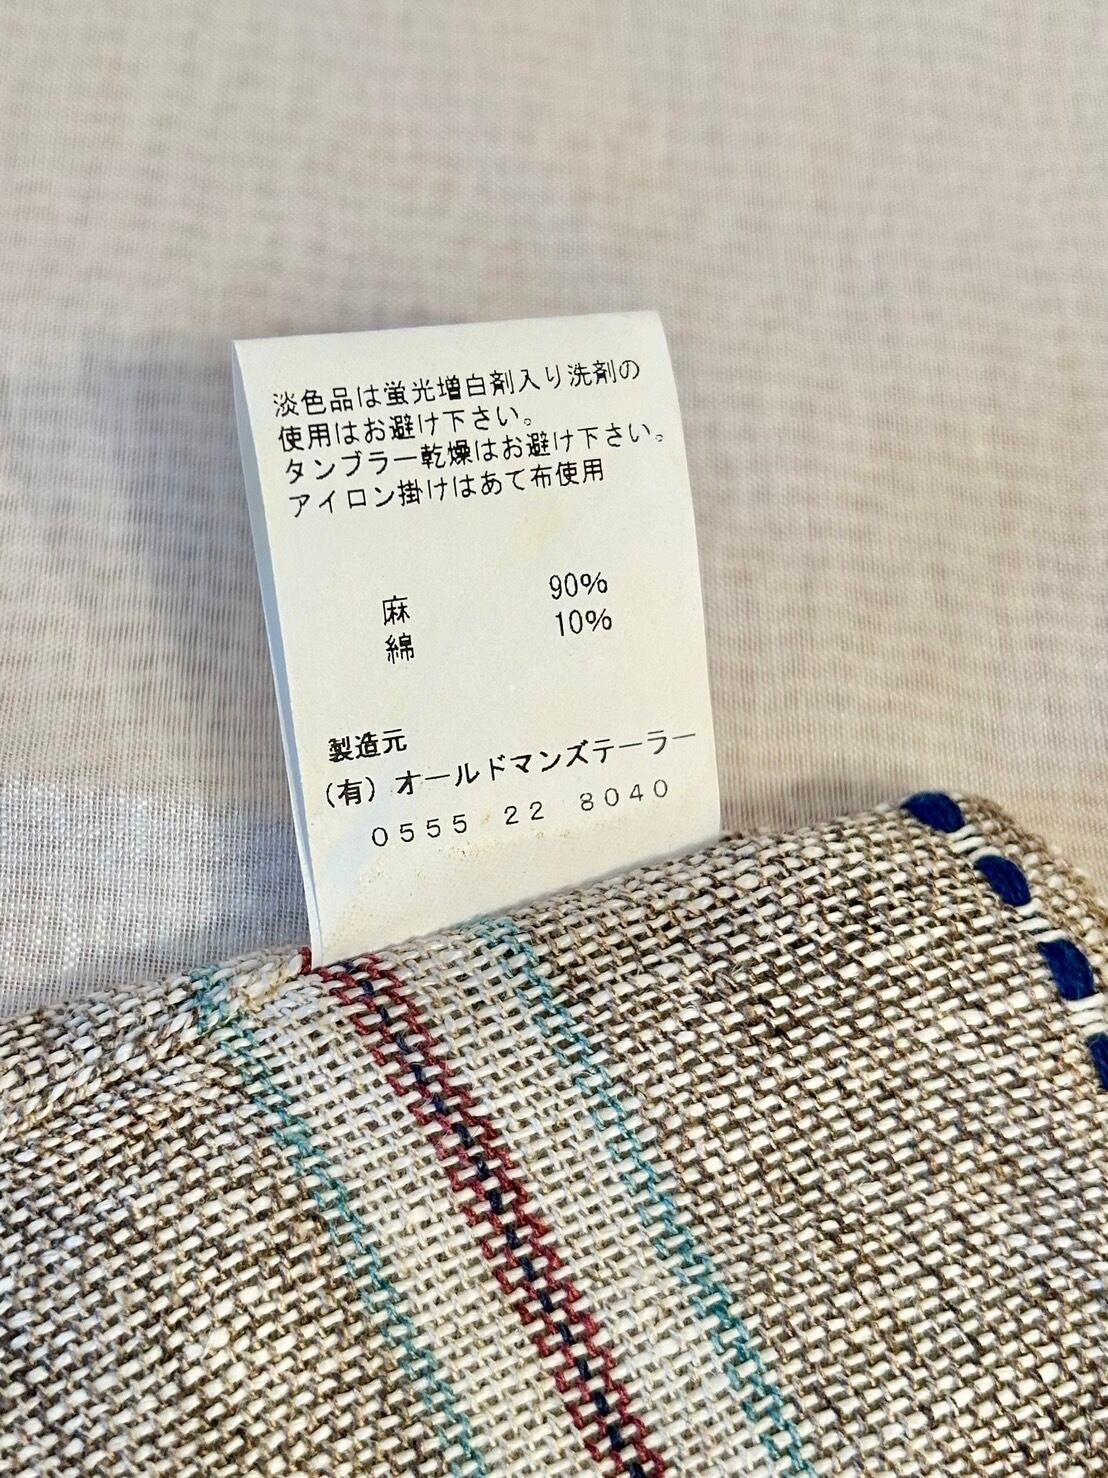 淡色品は蛍光増白剤入り洗剤の
使用はお避け下さい。
タンブラー乾燥はお避け下さい。
アイロン掛けはあて布使用
麻 90%
綿 10%
製造元
(有) オールドマンズテーラー
0555 22 8040